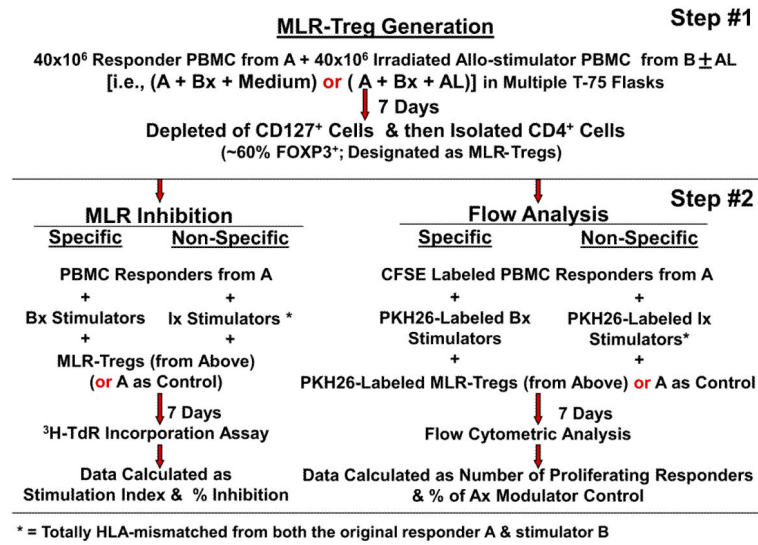 MLR-Treg Generation
Step #1
40x10⁶ Responder PBMC from A + 40x10⁶ Irradiated Allo-stimulator PBMC from B ± AL
[i.e., (A + Bx + Medium) or ( A + Bx + AL)] in Multiple T-75 Flasks
7 Days
Depleted of CD127⁺ Cells & then Isolated CD4⁺ Cells
(~60% FOXP3⁺; Designated as MLR-Tregs)
Step #2
MLR Inhibition
Specific Non-Specific
PBMC Responders from A
+ +
Bx Stimulators Ix Stimulators *
+ +
MLR-Tregs (from Above)
(or A as Control)
7 Days
³H-TdR Incorporation Assay
Data Calculated as
Stimulation Index & % Inhibition
Flow Analysis
Specific Non-Specific
CFSE Labeled PBMC Responders from A
+ +
PKH26-Labeled Bx PKH26-Labeled Ix
Stimulators Stimulators*
+ +
PKH26-Labeled MLR-Tregs (from Above) or A as Control
7 Days
Flow Cytometric Analysis
Data Calculated as Number of Proliferating Responders
& % of Ax Modulator Control
* = Totally HLA-mismatched from both the original responder A & stimulator B